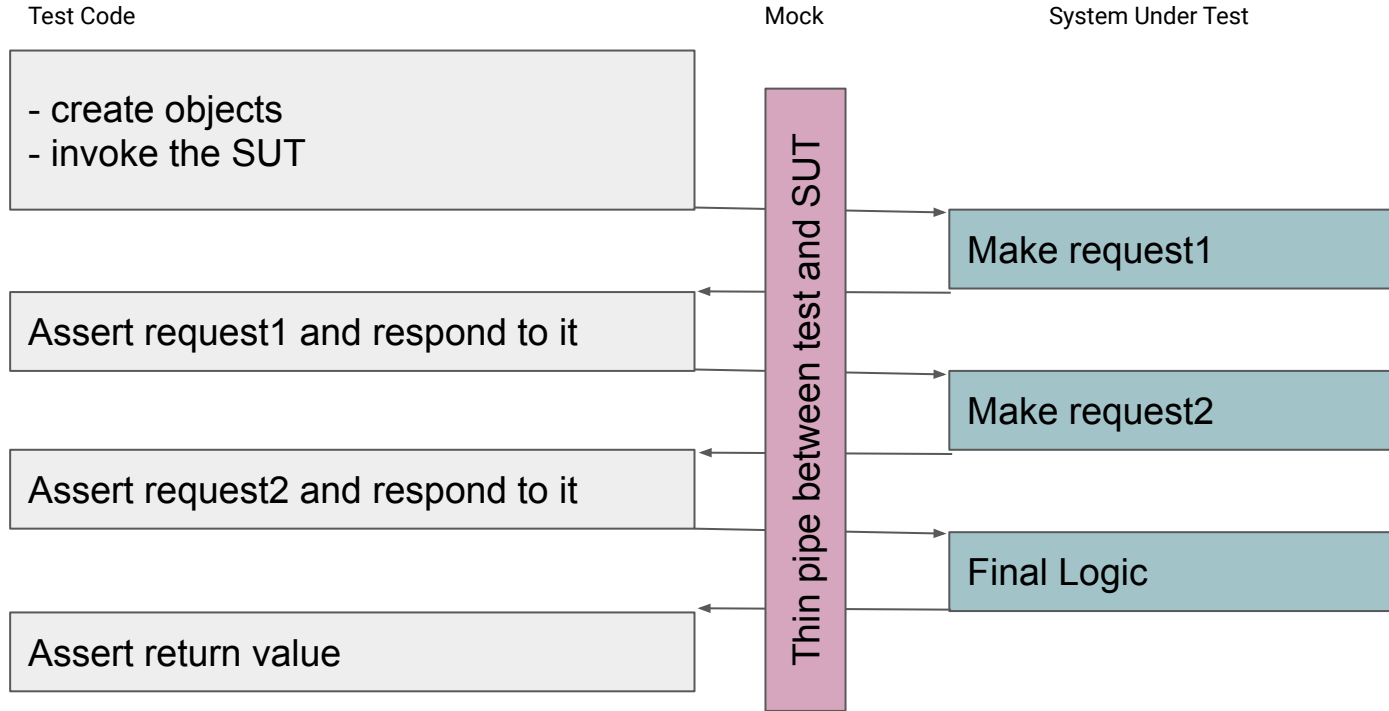 Test Code
Mock
System Under Test
- create objects
- invoke the SUT
Thin pipe between test and SUT
Make request1
Assert request1 and respond to it
Make request2
Assert request2 and respond to it
Final Logic
Assert return value